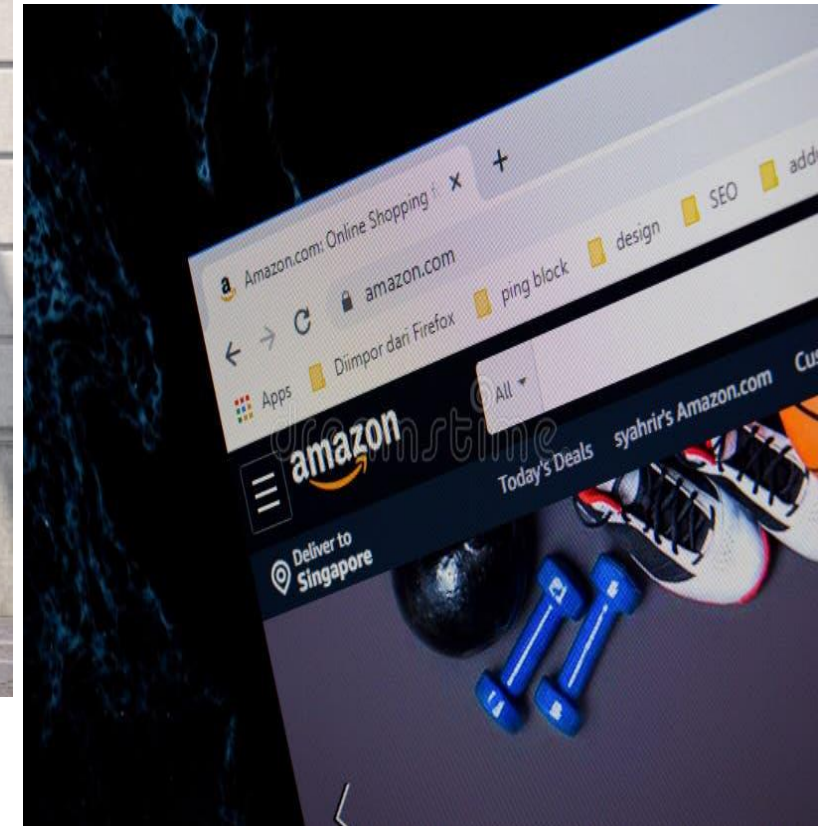 a Amazon.com: Online Shopping f
amazon.com
Apps Diimpor dari Firefox ping block design SEO
amazon All
Deliver to
Singapore
Today's Deals syahrir's Amazon.com
dreamstime